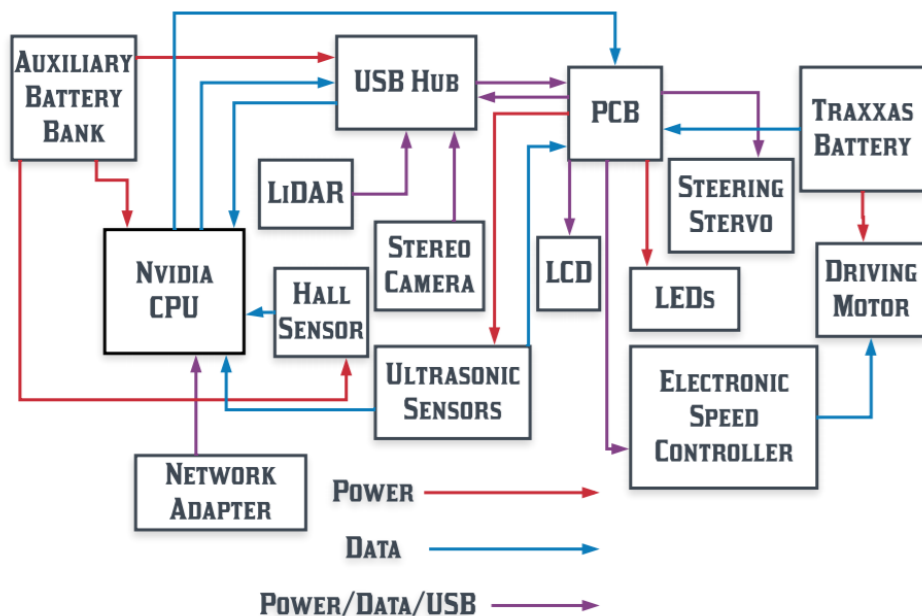 Auxiliary
Battery
Bank
USB Hub
PCB
Traxxas
Battery
LiDAR
Stereo
Camera
Steering
Stervo
Nvidia
CPU
Hall
Sensor
LCD
LEDs
Driving
Motor
Ultrasonic
Sensors
Electronic
Speed
Controller
Network
Adapter
Power
Data
Power/Data/USB